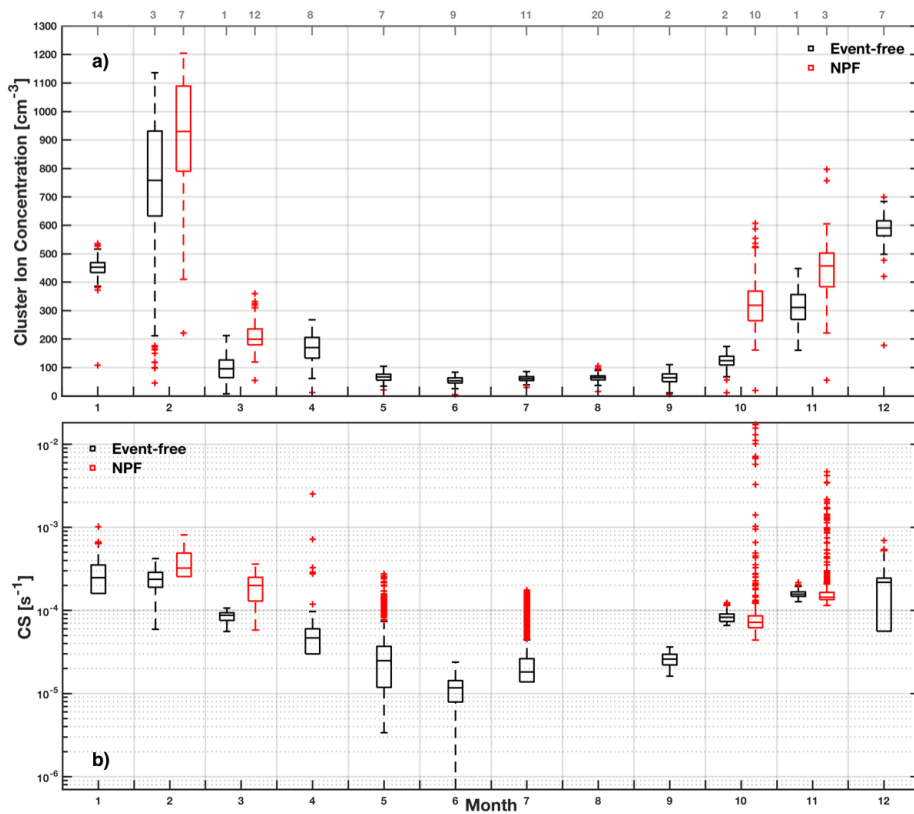 14 3 7 1 12 8 7 9 11 20 2 2 10 1 3 7
1300
a)
Event-free
1200
NPF
1100
1000
900
800
700
600
500
400
300
200
100
0
Cluster Ion Concentration [cm-3]
1 2 3 4 5 6 7 8 9 10 11 12
Event-free
NPF
10-2
10-3
10-4
10-5
10-6
CS [s-1]
b)
1 2 3 4 5 6 7 8 9 10 11 12
Month